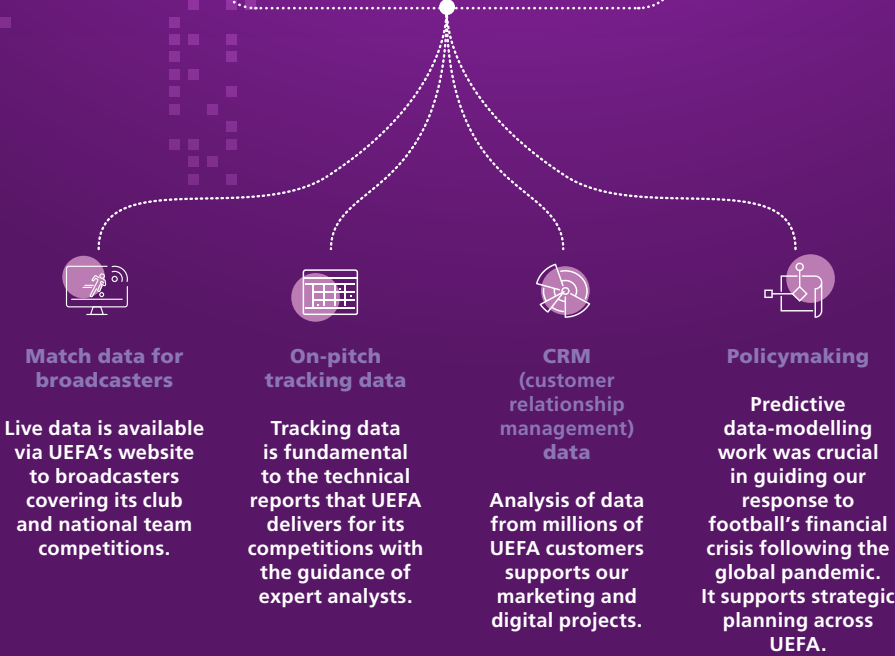 Match data for
broadcasters
Live data is available
via UEFA's website
to broadcasters
covering its club
and national team
competitions.
On-pitch
tracking data
Tracking data
is fundamental
to the technical
reports that UEFA
delivers for its
competitions with
the guidance of
expert analysts.
CRM
(customer
relationship
management)
data
Analysis of data
from millions of
UEFA customers
supports our
marketing and
digital projects.
Policymaking
Predictive
data-modelling
work was crucial
in guiding our
response to
football's financial
crisis following the
global pandemic.
It supports strategic
planning across
UEFA.